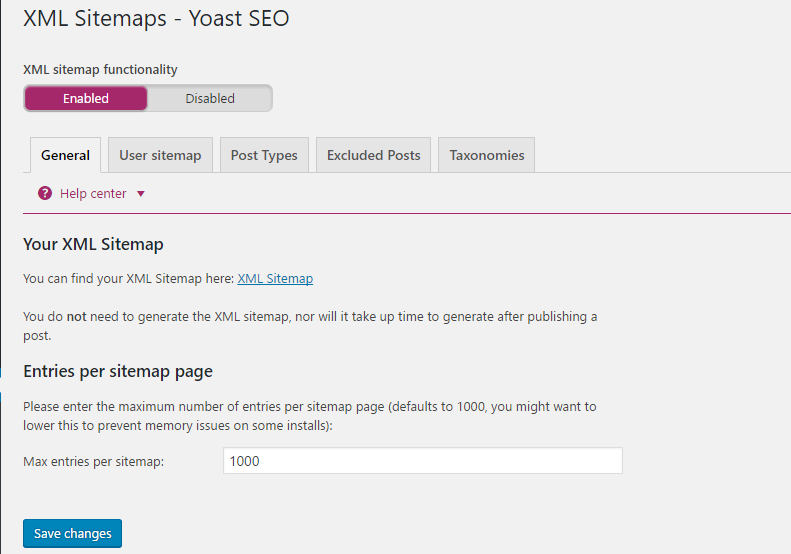 XML Sitemaps - Yoast SEO
XML sitemap functionality
Enabled Disabled
General User sitemap Post Types Excluded Posts Taxonomies
? Help center
Your XML Sitemap
You can find your XML Sitemap here: XML Sitemap
You do not need to generate the XML sitemap, nor will it take up time to generate after publishing a
post.
Entries per sitemap page
Please enter the maximum number of entries per sitemap page (defaults to 1000, you might want to
lower this to prevent memory issues on some installs):
Max entries per sitemap: 1000
Save changes